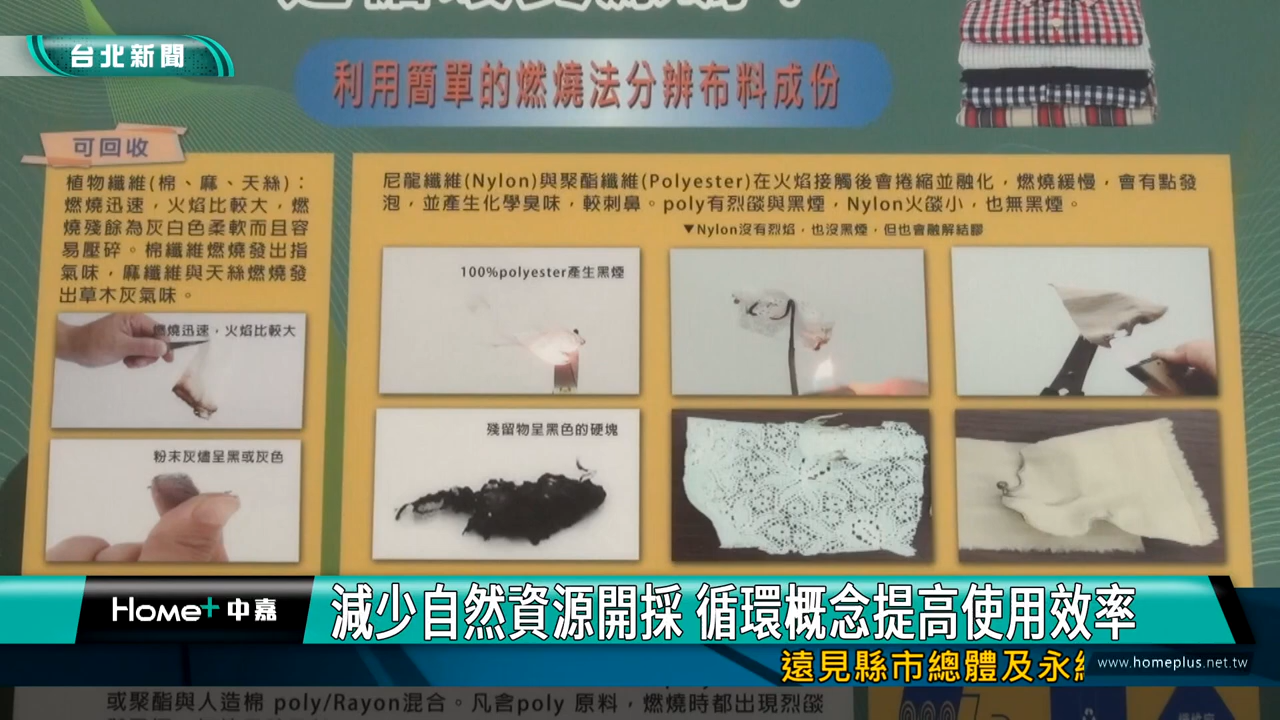 台北新聞
利用簡單的燃燒法分辨布料成份
可回收
植物纖維(棉、麻、天絲)：
燃燒迅速，火焰比較大，燃
燒殘餘為灰白色柔軟而且容
易壓碎。棉纖維燃燒發出指
氣味，麻纖維與天絲燃燒發
出草木灰氣味。
燃燒迅速，火焰比較大
粉末灰燼呈黑或灰色
尼龍纖維(Nylon)與聚酯纖維(Polyester)在火焰接觸後會捲縮並融化，燃燒緩慢，會有點發
泡，並產生化學臭味，較刺鼻。poly有烈燄與黑煙，Nylon火燄小，也無黑煙。
▼Nylon沒有烈焰，也沒黑煙，但也會融解結膠
100%polyester產生黑煙
殘留物呈黑色的硬塊
Home+中嘉
減少自然資源開採 循環概念提高使用效率
遠見縣市總體及永
www.homeplus.net.tw
或聚酯與人造棉 poly/Rayon混合。凡含poly 原料，燃燒時都出現烈燄